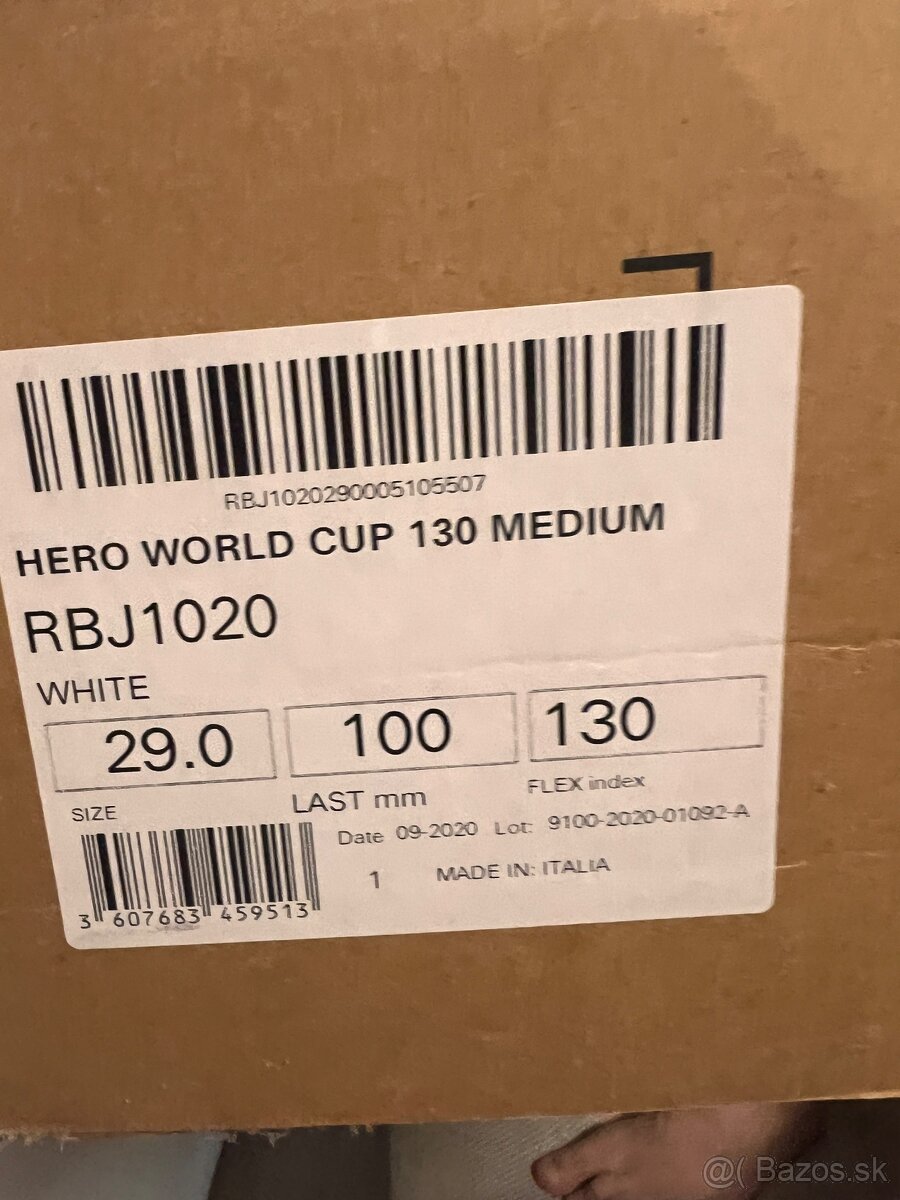 RBJ1020290005105507
HERO WORLD CUP 130 MEDIUM
RBJ1020
WHITE
29.0 100 130
SIZE LAST mm FLEX index
Date 09-2020 Lot: 9100-2020-01092-A
1 MADE IN: ITALIA
3 607683 459513
@( Bazos.sk